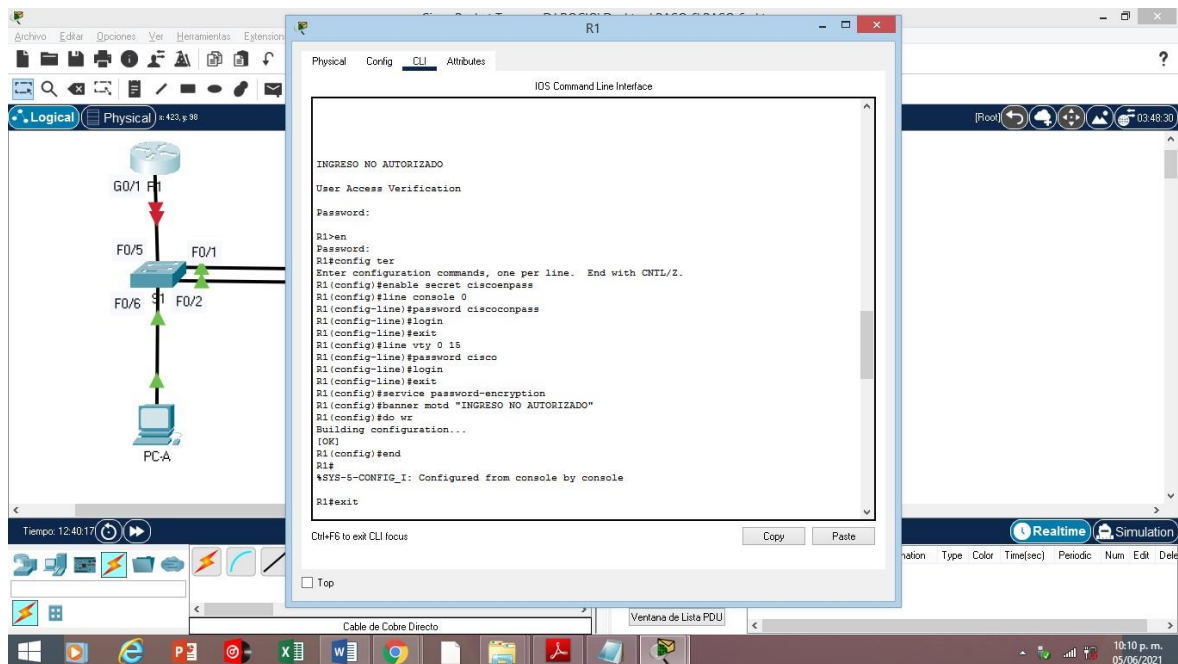 R1
Archivo Editar Opciones Ver Herramientas Extension
Physical Config CLI Attributes
IOS Command Line Interface
?
Logical Physical x: 423, y: 98
[Root] 03:48:30
G0/1 R1
F0/5 F0/1
F0/6 S1 F0/2
PC-A
INGRESO NO AUTORIZADO
User Access Verification
Password:
R1>en
Password:
R1#config ter
Enter configuration commands, one per line. End with CNTL/Z.
R1(config)#enable secret ciscoenpass
R1(config)#line console 0
R1(config-line)#password ciscoconpass
R1(config-line)#login
R1(config-line)#exit
R1(config)#line vty 0 15
R1(config-line)#password cisco
R1(config-line)#login
R1(config-line)#exit
R1(config)#service password-encryption
R1(config)#banner motd "INGRESO NO AUTORIZADO"
R1(config)#do wr
Building configuration...
[OK]
R1(config)#end
R1#
%SYS-5-CONFIG_I: Configured from console by console
R1#exit
Ctrl+F6 to exit CLI focus Copy Paste
Top
Tiempo: 12:40:17 Realtime Simulation
Type Color Time(sec) Periodic Num Edit Dele
Cable de Cobre Directo
Ventana de Lista PDU
10:10 p. m.
05/06/2021